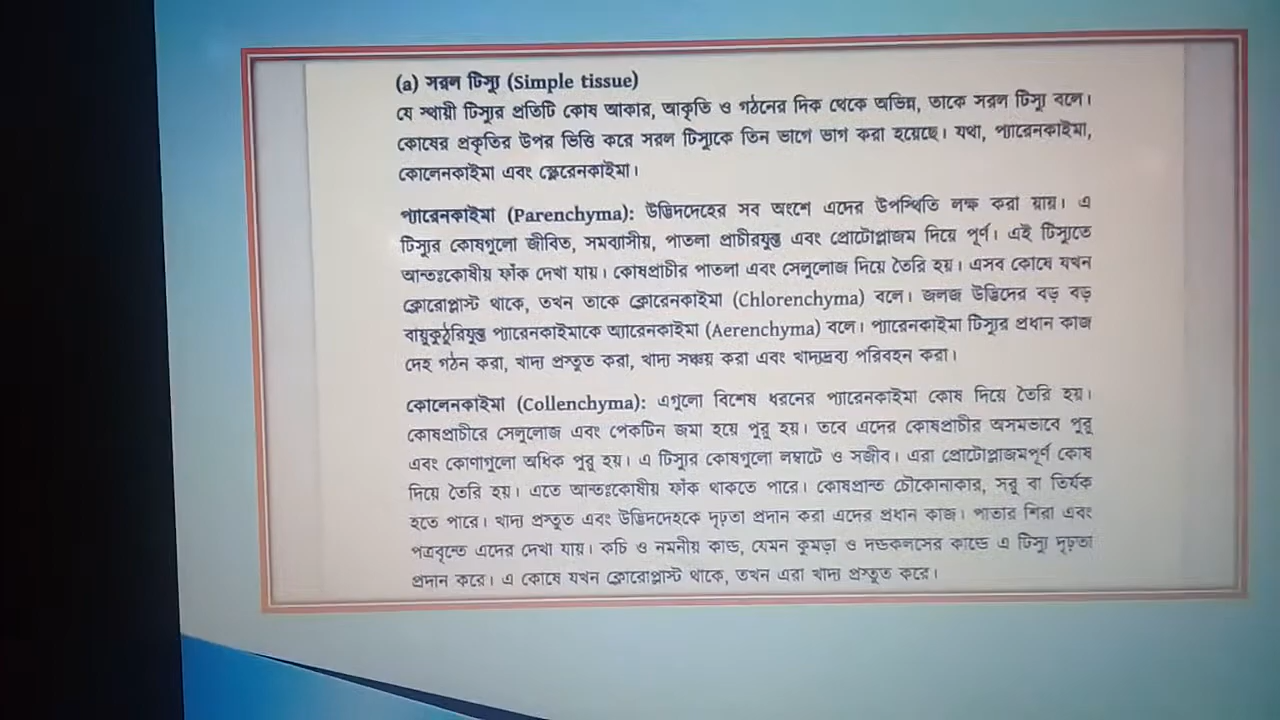 (a) সরল টিস্যু (Simple tissue)
যে স্থায়ী টিস্যুর প্রতিটি কোষ আকার, আকৃতি ও গঠনের দিক থেকে অভিন্ন, তাকে সরল টিস্যু বলে।
কোষের প্রকৃতির উপর ভিত্তি করে সরল টিস্যুকে তিন ভাগে ভাগ করা হয়েছে। যথা, প্যারেনকাইমা,
কোলেনকাইমা এবং স্ক্লেরেনকাইমা।
প্যারেনকাইমা (Parenchyma): উদ্ভিদদেহের সব অংশে এদের উপস্থিতি লক্ষ করা যায়। এ
টিস্যুর কোষগুলো জীবিত, সমব্যাসীয়, পাতলা প্রাচীরযুক্ত এবং প্রোটোপ্লাজম দিয়ে পূর্ণ। এই টিস্যুতে
আন্তঃকোষীয় ফাঁক দেখা যায়। কোষপ্রাচীর পাতলা এবং সেলুলোজ দিয়ে তৈরি হয়। এসব কোষে যখন
ক্লোরোপ্লাস্ট থাকে, তখন তাকে ক্লোরেনকাইমা (Chlorenchyma) বলে। জলজ উদ্ভিদের বড় বড়
বায়ুকুঠুরিযুক্ত প্যারেনকাইমাকে অ্যারেনকাইমা (Aerenchyma) বলে। প্যারেনকাইমা টিস্যুর প্রধান কাজ
দেহ গঠন করা, খাদ্য প্রস্তুত করা, খাদ্য সঞ্চয় করা এবং খাদ্যদ্রব্য পরিবহন করা।
কোলেনকাইমা (Collenchyma): এগুলো বিশেষ ধরনের প্যারেনকাইমা কোষ দিয়ে তৈরি হয়।
কোষপ্রাচীরে সেলুলোজ এবং পেকটিন জমা হয়ে পুরু হয়। তবে এদের কোষপ্রাচীর অসমভাবে পুরু
এবং কোণাগুলো অধিক পুরু হয়। এ টিস্যুর কোষগুলো লম্বাটে ও সজীব। এরা প্রোটোপ্লাজমপূর্ণ কোষ
দিয়ে তৈরি হয়। এতে আন্তঃকোষীয় ফাঁক থাকতে পারে। কোষপ্রান্ত চৌকোনাকার, সরু বা তির্যক
হতে পারে। খাদ্য প্রস্তুত এবং উদ্ভিদদেহকে দৃঢ়তা প্রদান করা এদের প্রধান কাজ। পাতার শিরা এবং
পত্রবৃন্তে এদের দেখা যায়। কচি ও নমনীয় কাণ্ড, যেমন কুমড়া ও দণ্ডকলসের কাণ্ডে এ টিস্যু দৃঢ়তা
প্রদান করে। এ কোষে যখন ক্লোরোপ্লাস্ট থাকে, তখন এরা খাদ্য প্রস্তুত করে।